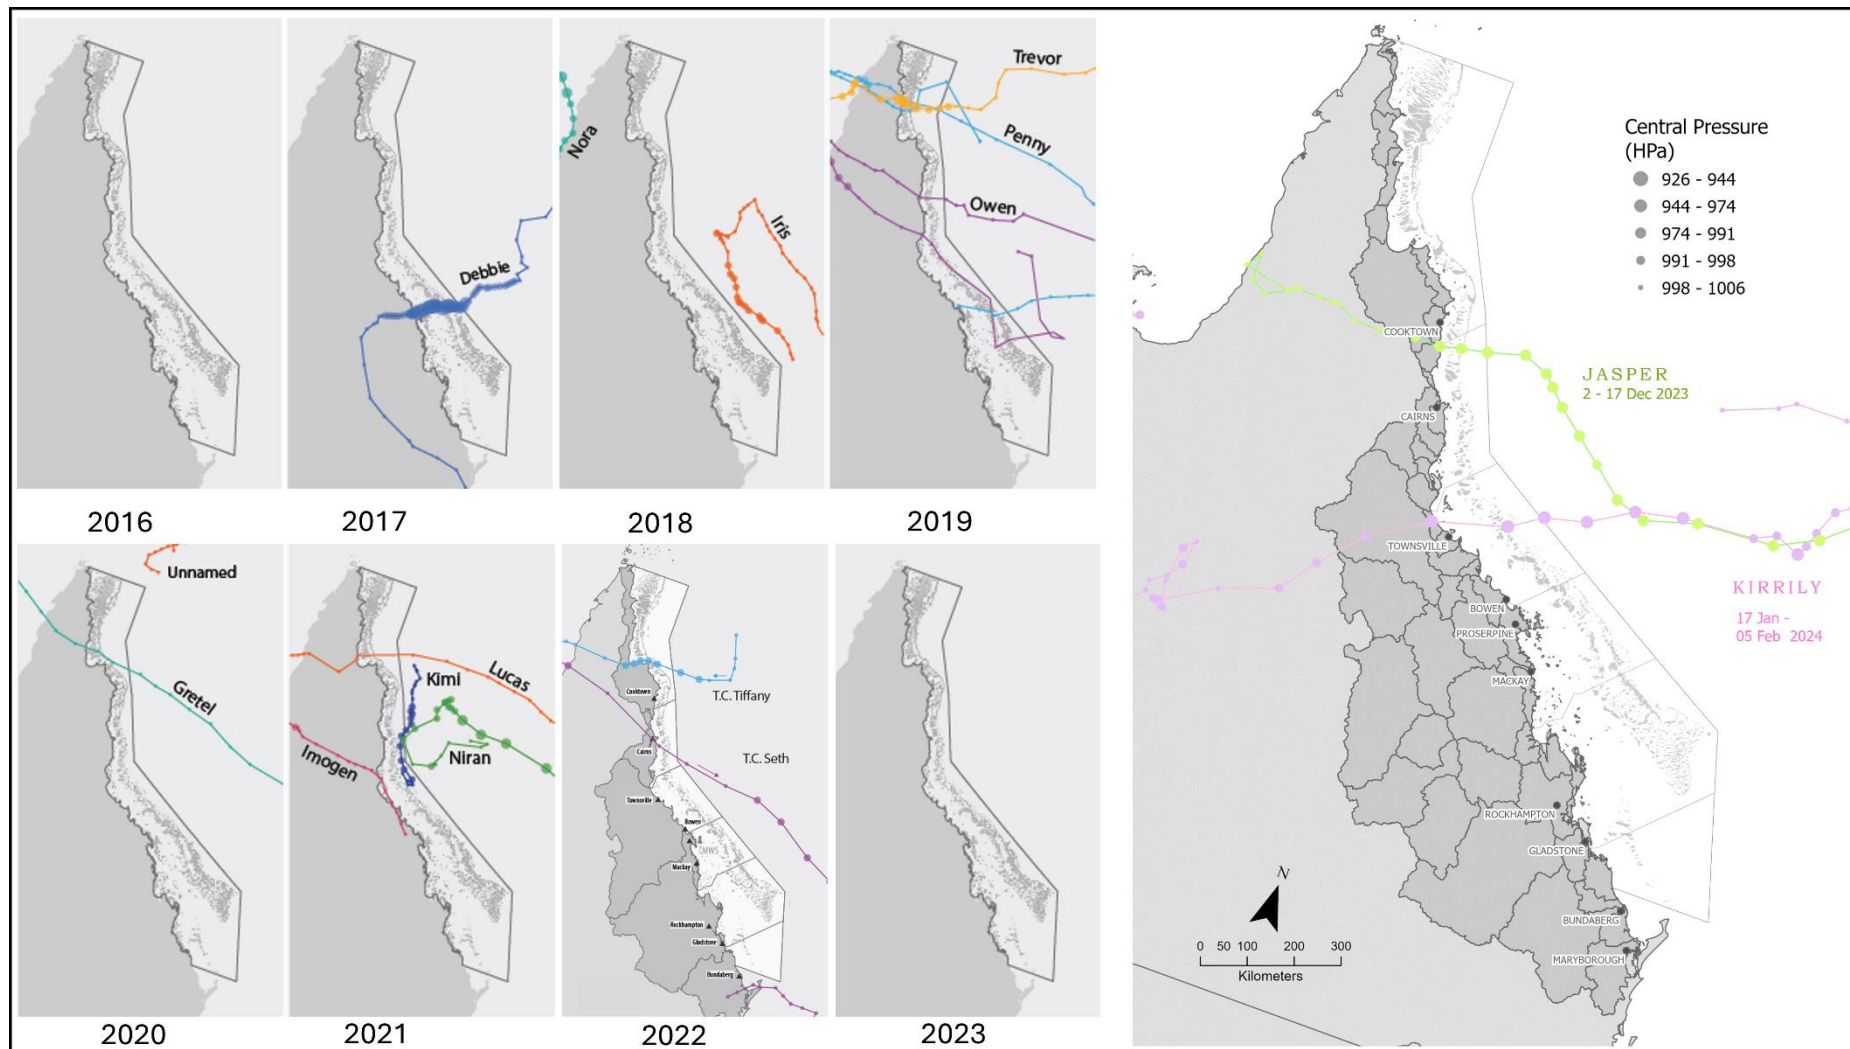 Debbie
Nora
Iris
Trevor
Penny
Owen
2016
2017
2018
2019
Unnamed
Gretel
Lucas
Kimi
Niran
Imogen
Cooktown
T.C. Tiffany
Cairns
T.C. Seth
Townsville
Bowen
MWS
Mackay
Rockhampton
Gladstone
Bundaberg
2020
2021
2022
2023
Central Pressure
(HPa)
926 - 944
944 - 974
974 - 991
991 - 998
998 - 1006
COOKTOWN
JASPER
2 - 17 Dec 2023
CAIRNS
TOWNSVILLE
KIRRILY
17 Jan -
05 Feb 2024
BOWEN
PROSERPINE
MACKAY
ROCKHAMPTON
GLADSTONE
N
BUNDABERG
0 50 100 200 300
Kilometers
MARYBOROUGH